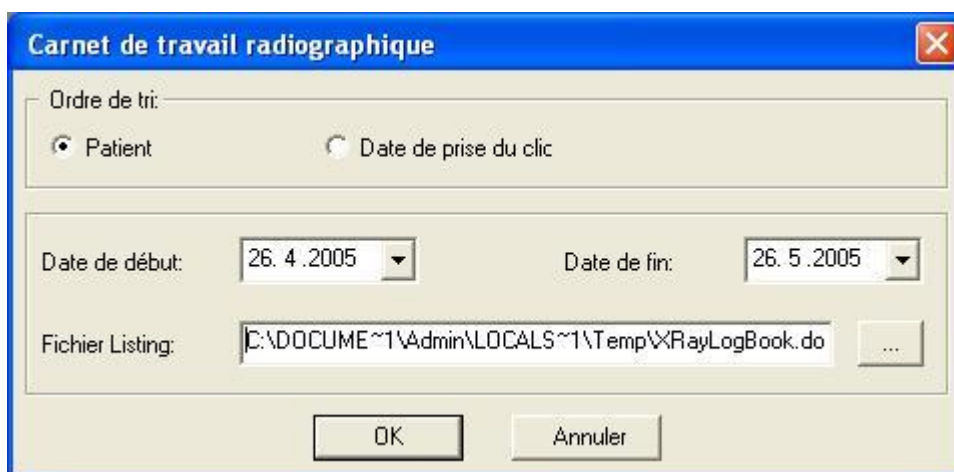 Carnet de travail radiographique
Ordre de tri:
Patient Date de prise du clic
Date de début: 26. 4 .2005 Date de fin: 26. 5 .2005
Fichier Listing: C:\DOCUME~1\Admin\LOCALS~1\Temp\XRayLogBook.do ...
OK Annuler